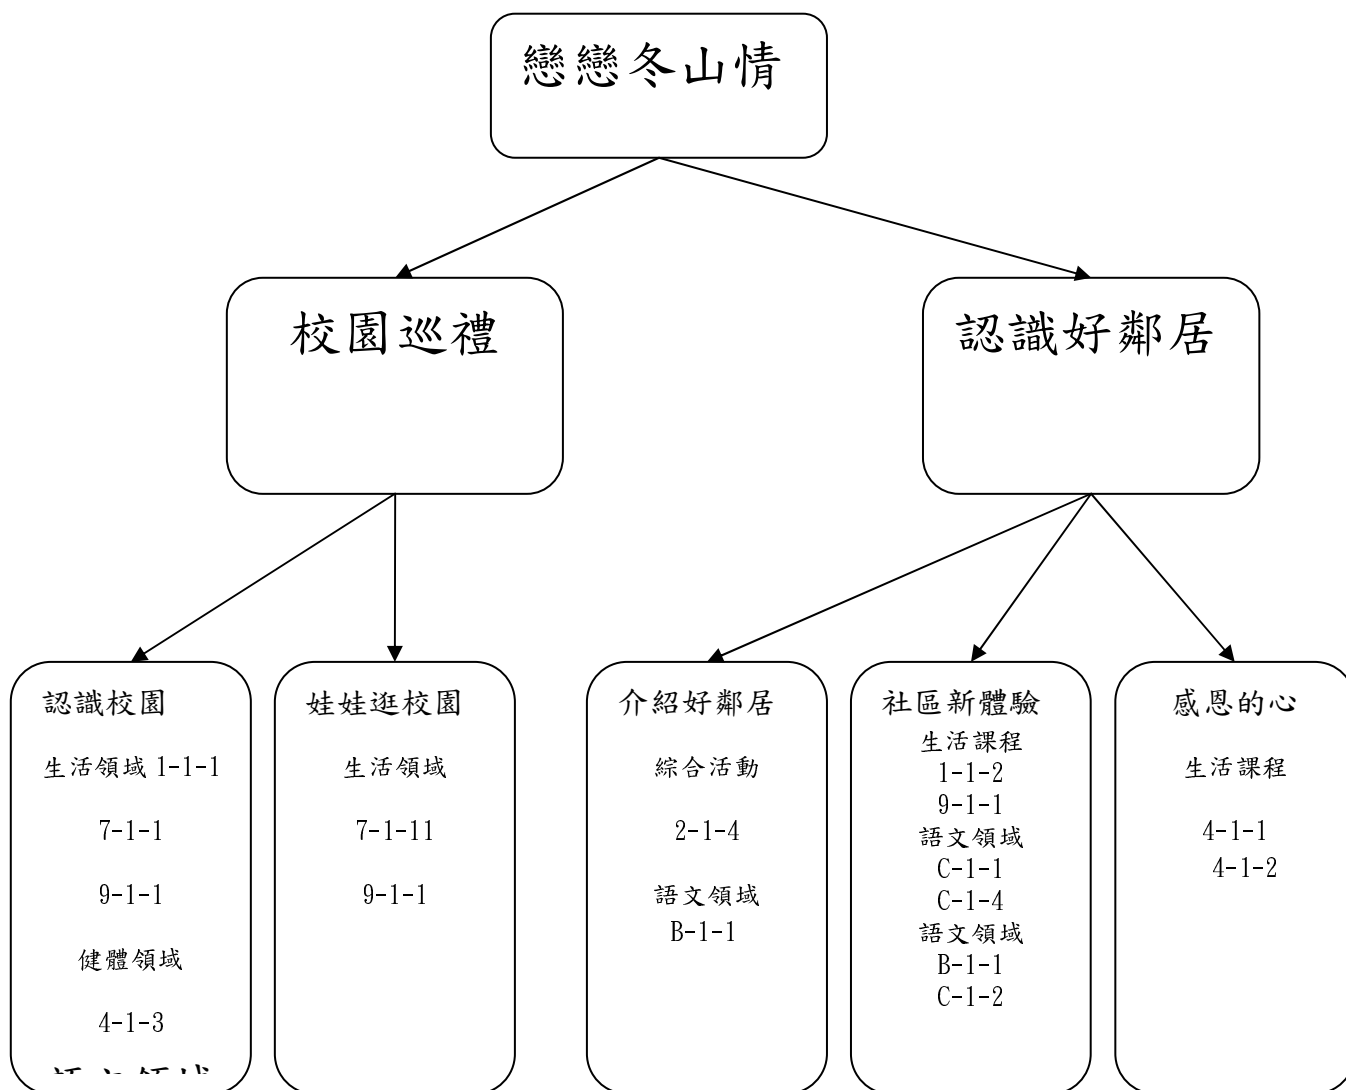 戀戀冬山情
校園巡禮
認識好鄰居
認識校園
生活領域 1-1-1
7-1-1
9-1-1
健體領域
4-1-3
娃娃逛校園
生活領域
7-1-11
9-1-1
介紹好鄰居
綜合活動
2-1-4
語文領域
B-1-1
社區新體驗
生活課程
1-1-2
9-1-1
語文領域
C-1-1
C-1-4
語文領域
B-1-1
C-1-2
感恩的心
生活課程
4-1-1
4-1-2